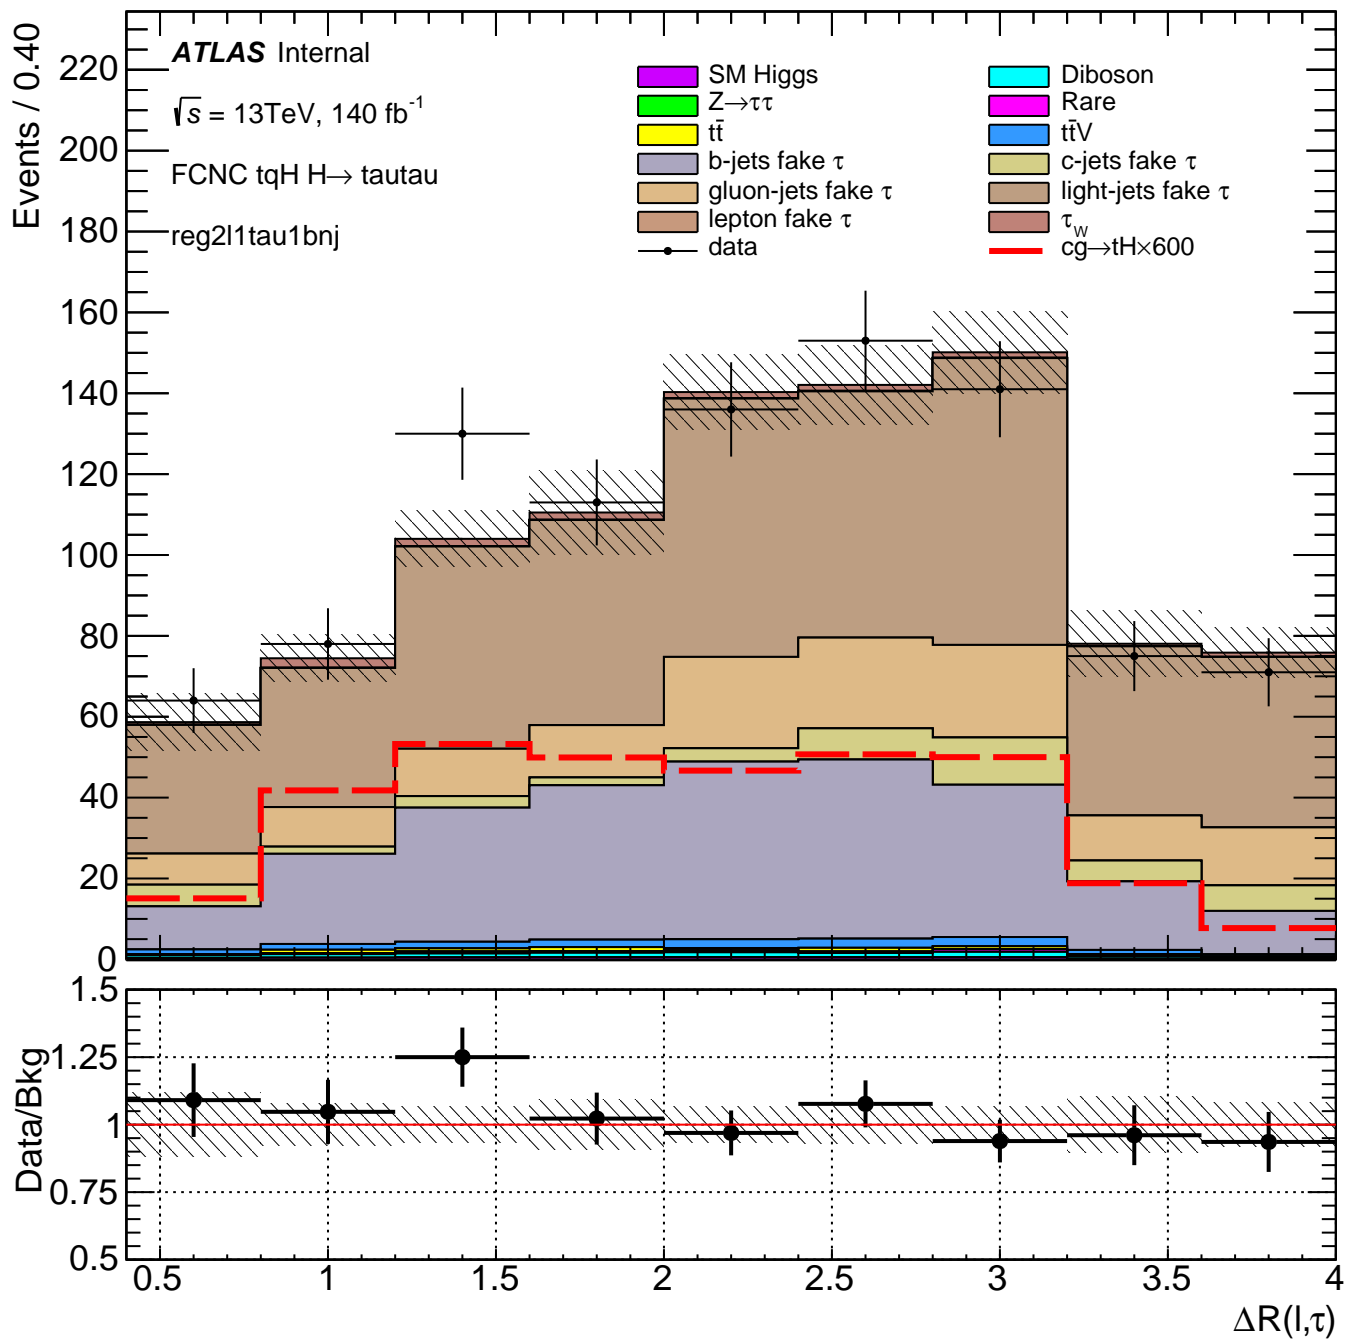 Events / 0.40
220
200
180
160
140
120
100
80
60
40
20
0
ATLAS Internal
√s = 13TeV, 140 fb⁻¹
FCNC tqH H→ tautau
reg2l1tau1bnj
SM Higgs
Diboson
Z→ττ
Rare
tt̄
tt̄V
b-jets fake τ
c-jets fake τ
gluon-jets fake τ
light-jets fake τ
lepton fake τ
τ_W
data
cg→tH×600
Data/Bkg
1.5
1.25
1
0.75
0.5
0.5 1 1.5 2 2.5 3 3.5 4
ΔR(l,τ)